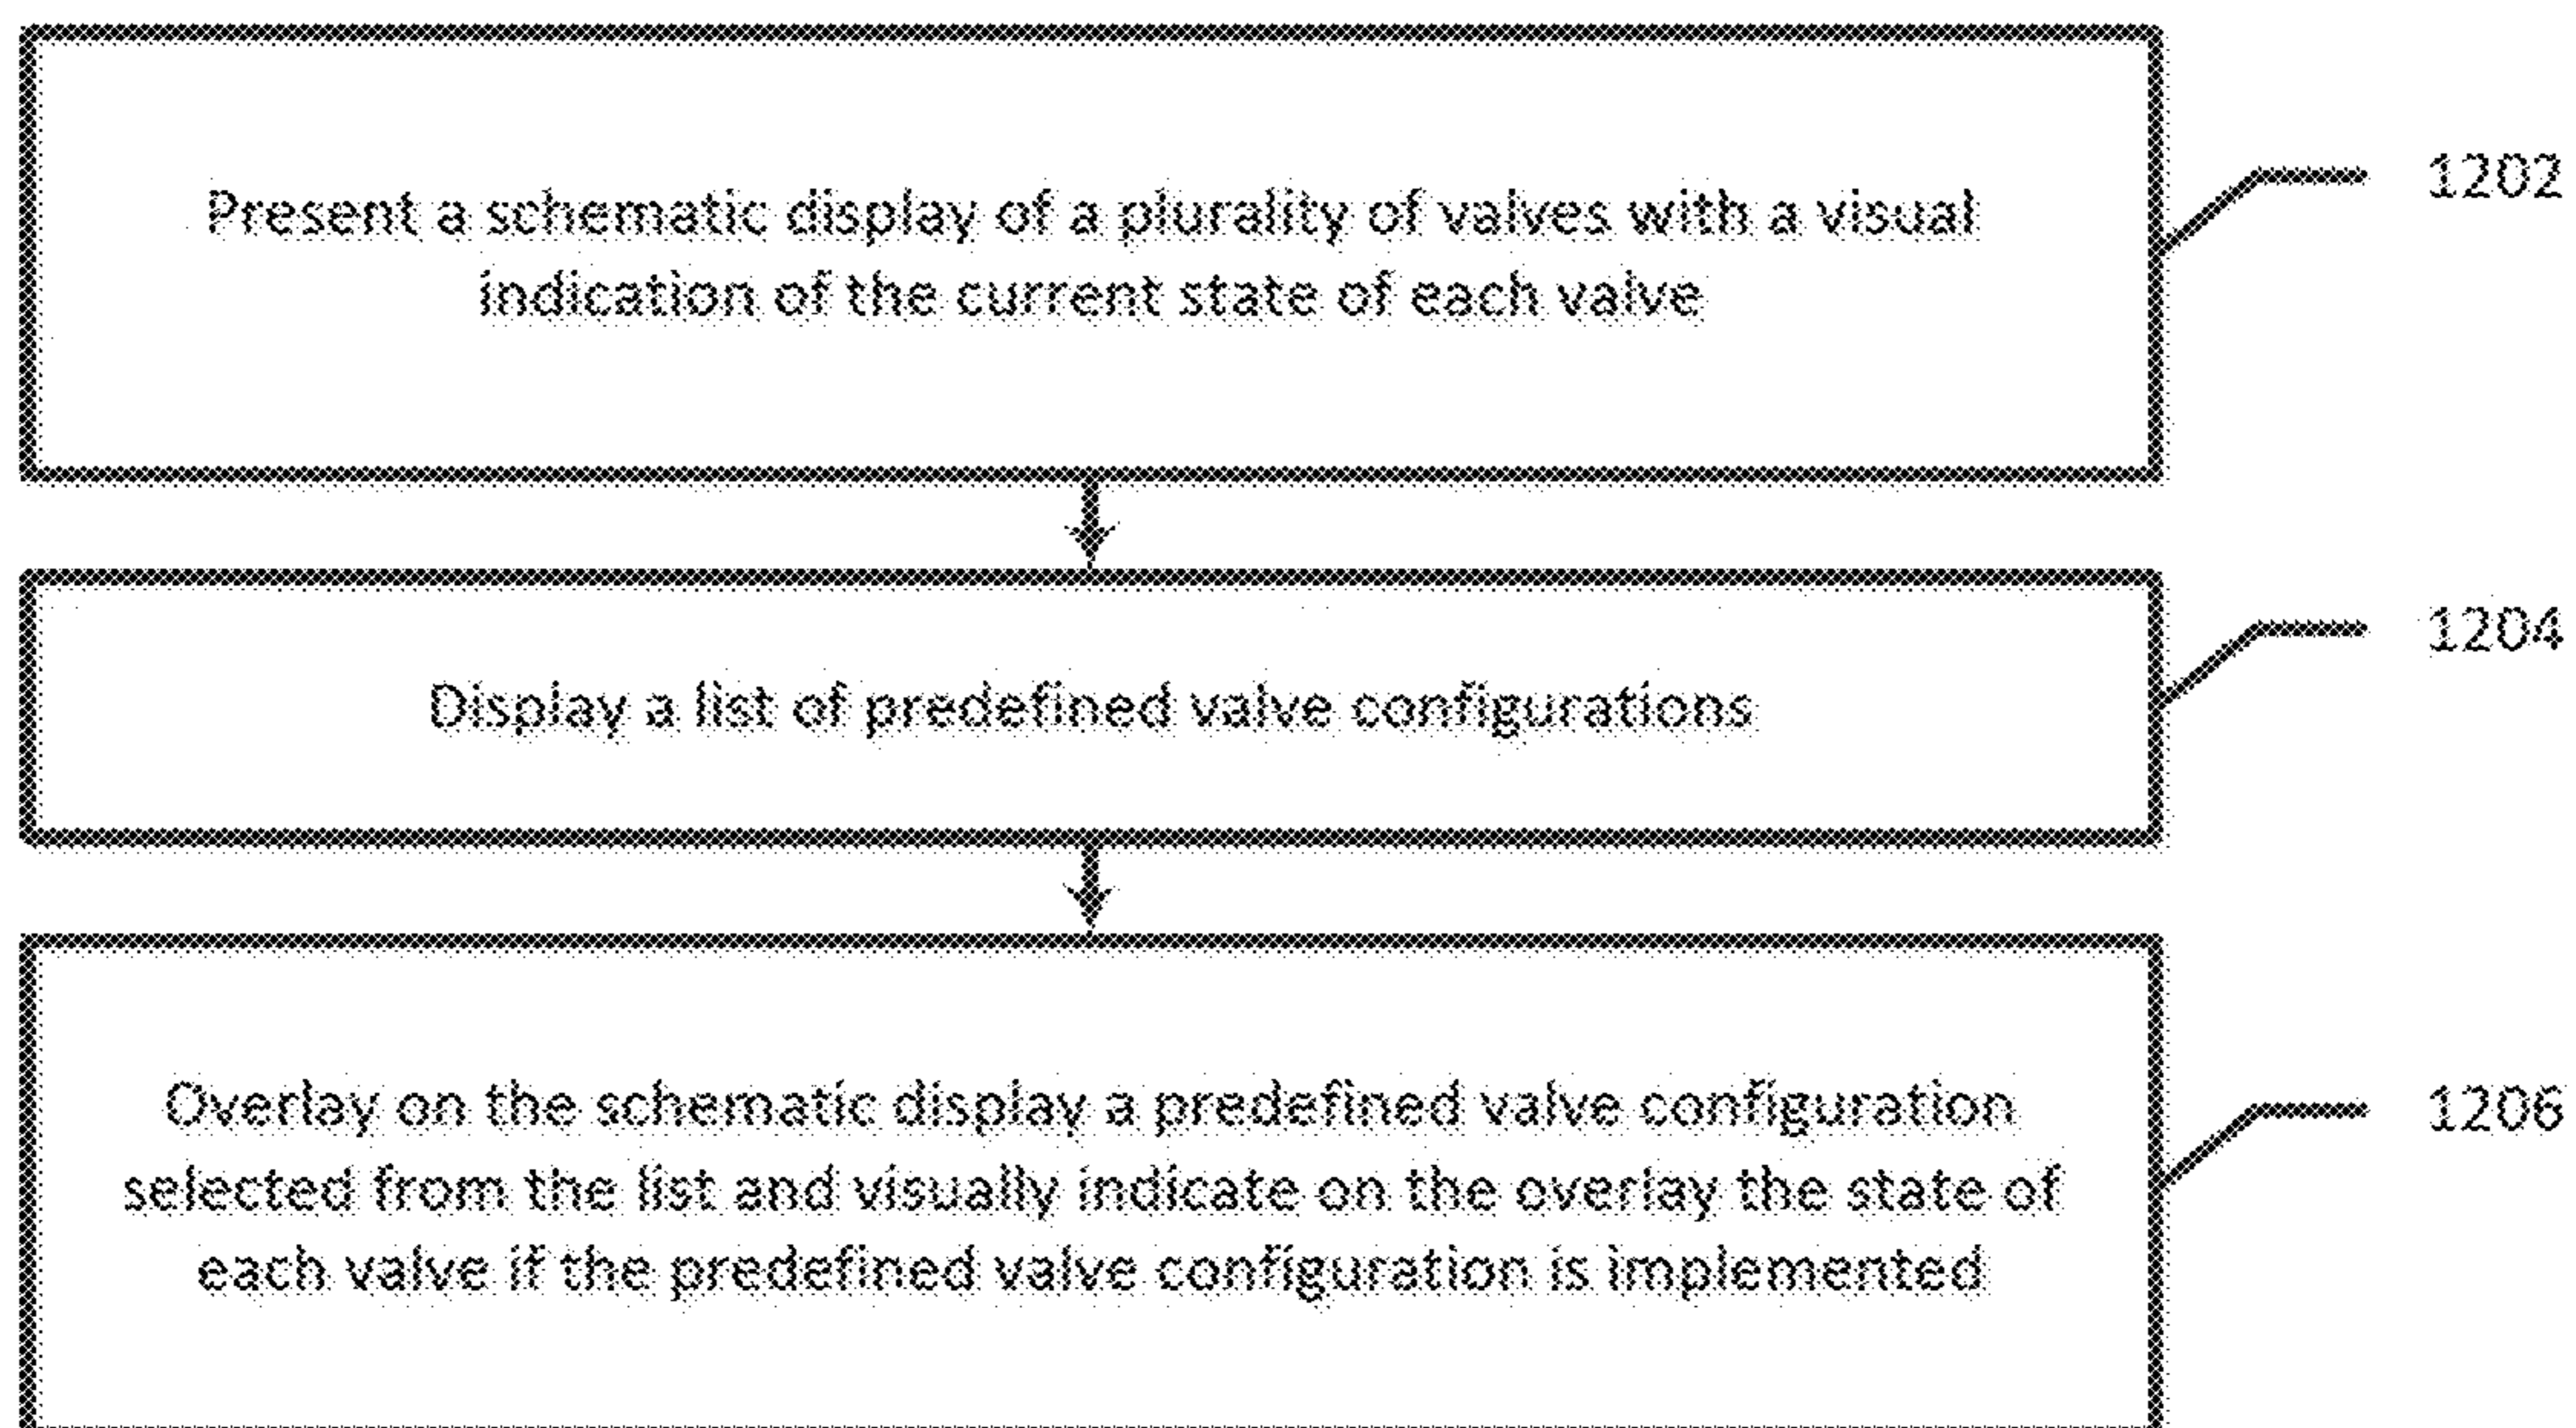 Present a schematic display of a plurality of valves with a visual
indication of the current state of each valve
1202
Display a list of predefined valve configurations
1204
Overlay on the schematic display a predefined valve configuration
selected from the list and visually indicate on the overlay the state of
each valve if the predefined valve configuration is implemented
1206